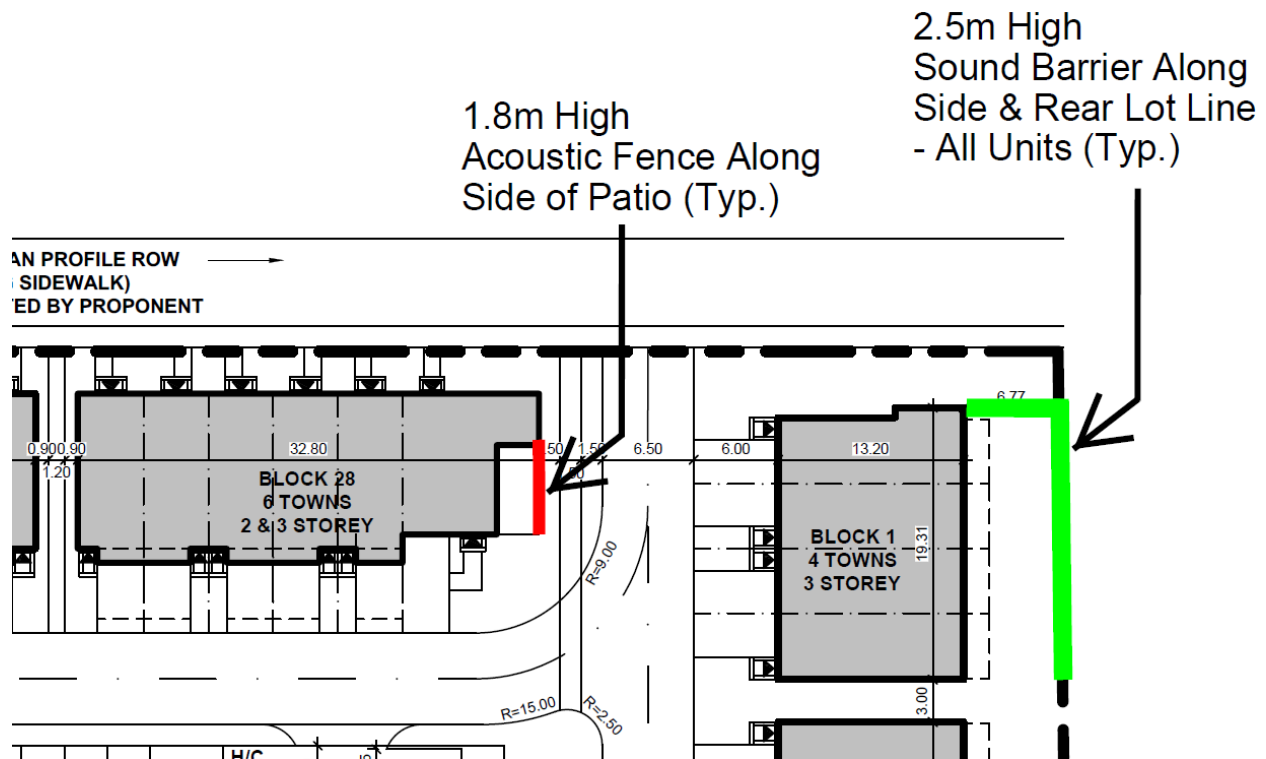 2.5m High
Sound Barrier Along
Side & Rear Lot Line
- All Units (Typ.)
1.8m High
Acoustic Fence Along
Side of Patio (Typ.)
AN PROFILE ROW
SIDEWALK)
TED BY PROPONENT
6.77
0.90 0.90
32.80
.50
1.50
6.50
6.00
13.20
1.20
BLOCK 28
6 TOWNS
2 & 3 STOREY
BLOCK 1
4 TOWNS
3 STOREY
19.31
R=9.00
R=15.00
R=2.50
3.00
H/C